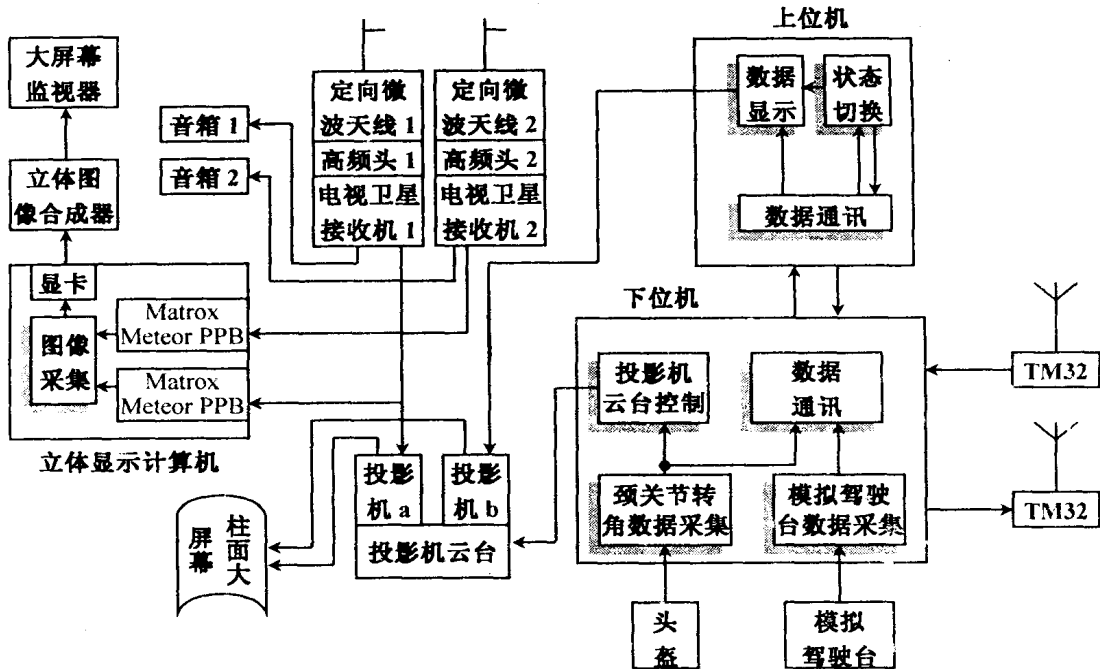 大屏幕
监视器
立体图
像合成器
显卡
图像
采集
Matrox
Meteor PPB
Matrox
Meteor PPB
立体显示计算机
音箱 1
音箱 2
定向微
波天线 1
高频头 1
电视卫星
接收机 1
定向微
波天线 2
高频头 2
电视卫星
接收机 2
投影
机 a
投影
机 b
投影机云台
柱面大
屏幕
上位机
数据
显示
状态
切换
数据通讯
下位机
投影机
云台控制
数据
通讯
颈关节转
角数据采集
模拟驾驶
台数据采集
头
盔
模拟
驾驶台
TM32
TM32